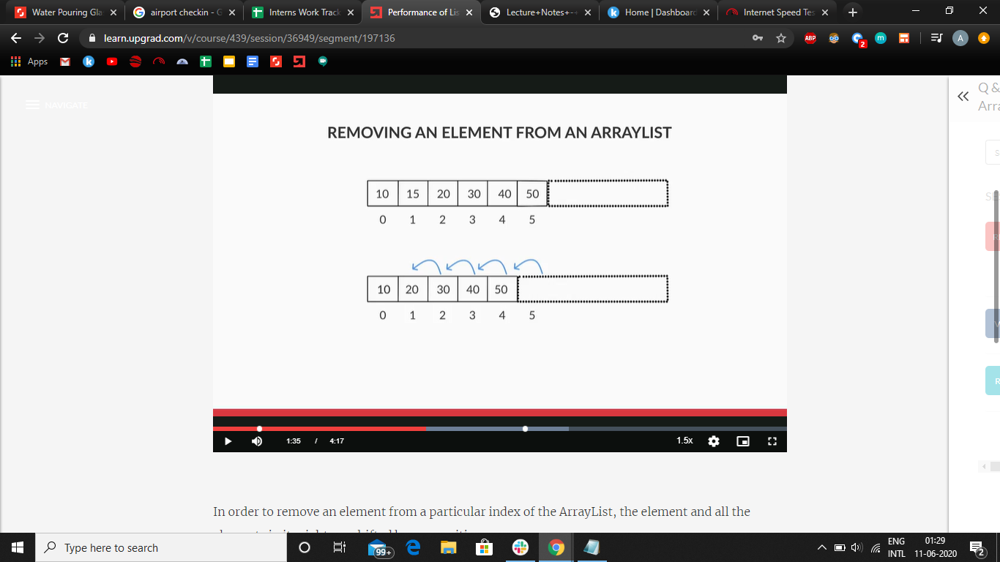 Water Pouring Gla
airport checkin - G
Interns Work Track
Performance of Lis
Lecture+Notes+-+
Home | Dashboard
Internet Speed Tes
learn.upgrad.com/v/course/439/session/36949/segment/197136
ABP
2
m
A
Apps
NAVIGATE
Q &
Arra
REMOVING AN ELEMENT FROM AN ARRAYLIST
10 15 20 30 40 50
0 1 2 3 4 5
10 20 30 40 50
0 1 2 3 4 5
1:35 / 4:17
1.5x
In order to remove an element from a particular index of the ArrayList, the element and all the
Type here to search
99+
ENG
INTL
01:29
11-06-2020
2